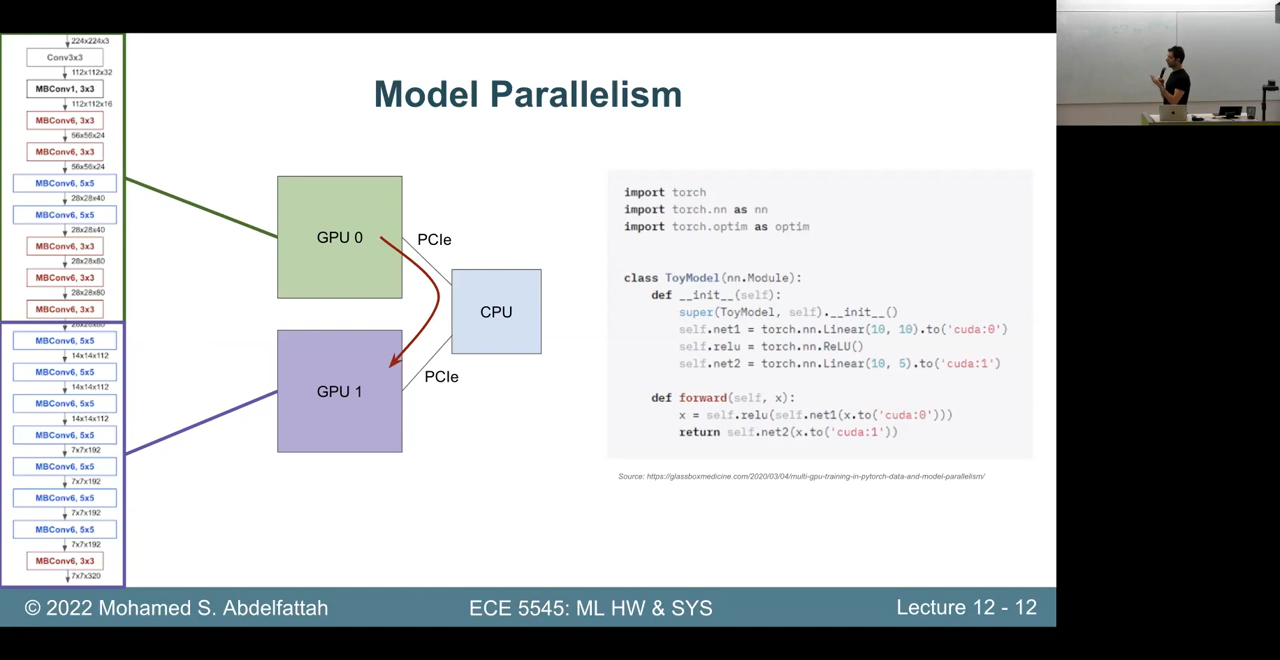 224x224x3
Conv3x3
112x112x32
MBConv1, 3x3
112x112x16
MBConv6, 3x3
56x56x24
MBConv6, 3x3
56x56x24
MBConv6, 5x5
28x28x40
MBConv6, 5x5
28x28x40
MBConv6, 3x3
28x28x80
MBConv6, 3x3
28x28x80
MBConv6, 3x3
28x28x80
MBConv6, 5x5
14x14x112
MBConv6, 5x5
14x14x112
MBConv6, 5x5
14x14x112
MBConv6, 5x5
7x7x192
MBConv6, 5x5
7x7x192
MBConv6, 5x5
7x7x192
MBConv6, 5x5
7x7x192
MBConv6, 3x3
7x7x320
Model Parallelism
GPU 0
PCIe
CPU
PCIe
GPU 1
import torch
import torch.nn as nn
import torch.optim as optim
class ToyModel(nn.Module):
    def __init__(self):
        super(ToyModel, self).__init__()
        self.net1 = torch.nn.Linear(10, 10).to('cuda:0')
        self.relu = torch.nn.ReLU()
        self.net2 = torch.nn.Linear(10, 5).to('cuda:1')
    def forward(self, x):
        x = self.relu(self.net1(x.to('cuda:0')))
        return self.net2(x.to('cuda:1'))
Source: https://glassboxmedicine.com/2020/03/04/multi-gpu-training-in-pytorch-data-and-model-parallelism/
© 2022 Mohamed S. Abdelfattah
ECE 5545: ML HW & SYS
Lecture 12 - 12